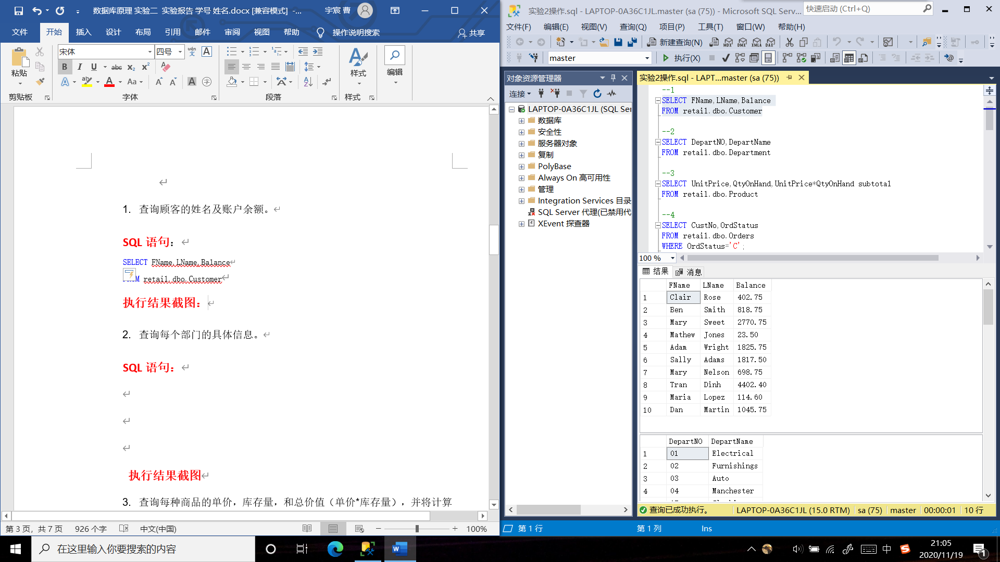 数据库原理 实验二  实验报告 学号 姓名.docx [兼容模式] -...
宇宸 曹
文件 开始 插入 设计 布局 引用 邮件 审阅 视图 帮助 操作说明搜索 共享
宋体 四号 wén A
粘贴 B I U abc x₂ x² 样式 编辑
A aby A Aa A A A 字
剪贴板 字体 段落 样式
1. 查询顾客的姓名及账户余额。
SQL 语句：
SELECT FName,LName,Balance
M retail.dbo.Customer
执行结果截图：
2. 查询每个部门的具体信息。
SQL 语句：
执行结果截图
3. 查询每种商品的单价，库存量，和总价值（单价*库存量），并将计算
第 3 页，共 7 页 926 个字 中文(中国) 100%
实验2操作.sql - LAPTOP-0A36C1JL.master (sa (75)) - Microsoft SQL Serv...
快速启动 (Ctrl+Q)
文件(F) 编辑(E) 视图(V) 查询(Q) 项目(P) 工具(T) 窗口(W) 帮助(H)
新建查询(N) MDX DMX XMLA DAX
master 执行(X)
对象资源管理器
连接
LAPTOP-0A36C1JL (SQL Ser
数据库
安全性
服务器对象
复制
PolyBase
Always On 高可用性
管理
Integration Services 目录
SQL Server 代理(已禁用代
XEvent 探查器
实验2操作.sql - LAPT...master (sa (75))
--1
SELECT FName,LName,Balance
FROM retail.dbo.Customer
--2
SELECT DepartNO,DepartName
FROM retail.dbo.Department
--3
SELECT UnitPrice,QtyOnHand,UnitPrice*QtyOnHand subtotal
FROM retail.dbo.Product
--4
SELECT CustNo,OrdStatus
FROM retail.dbo.Orders
WHERE OrdStatus='C';
100 %
结果 消息
FName LName Balance
1 Clair Rose 402.75
2 Ben Smith 818.75
3 Mary Sweet 2770.75
4 Mathew Jones 23.50
5 Adam Wright 1825.75
6 Sally Adams 1817.50
7 Mary Nelson 698.75
8 Tran Dinh 4402.40
9 Maria Lopez 114.60
10 Dan Martin 1045.75
DepartNO DepartName
1 01 Electrical
2 02 Furnishings
3 03 Auto
4 04 Manchester
查询已成功执行。 LAPTOP-0A36C1JL (15.0 RTM) sa (75) master 00:00:01 10 行
第 1 行 第 1 列 Ins
在这里输入你要搜索的内容
中
21:05
2020/11/19
1